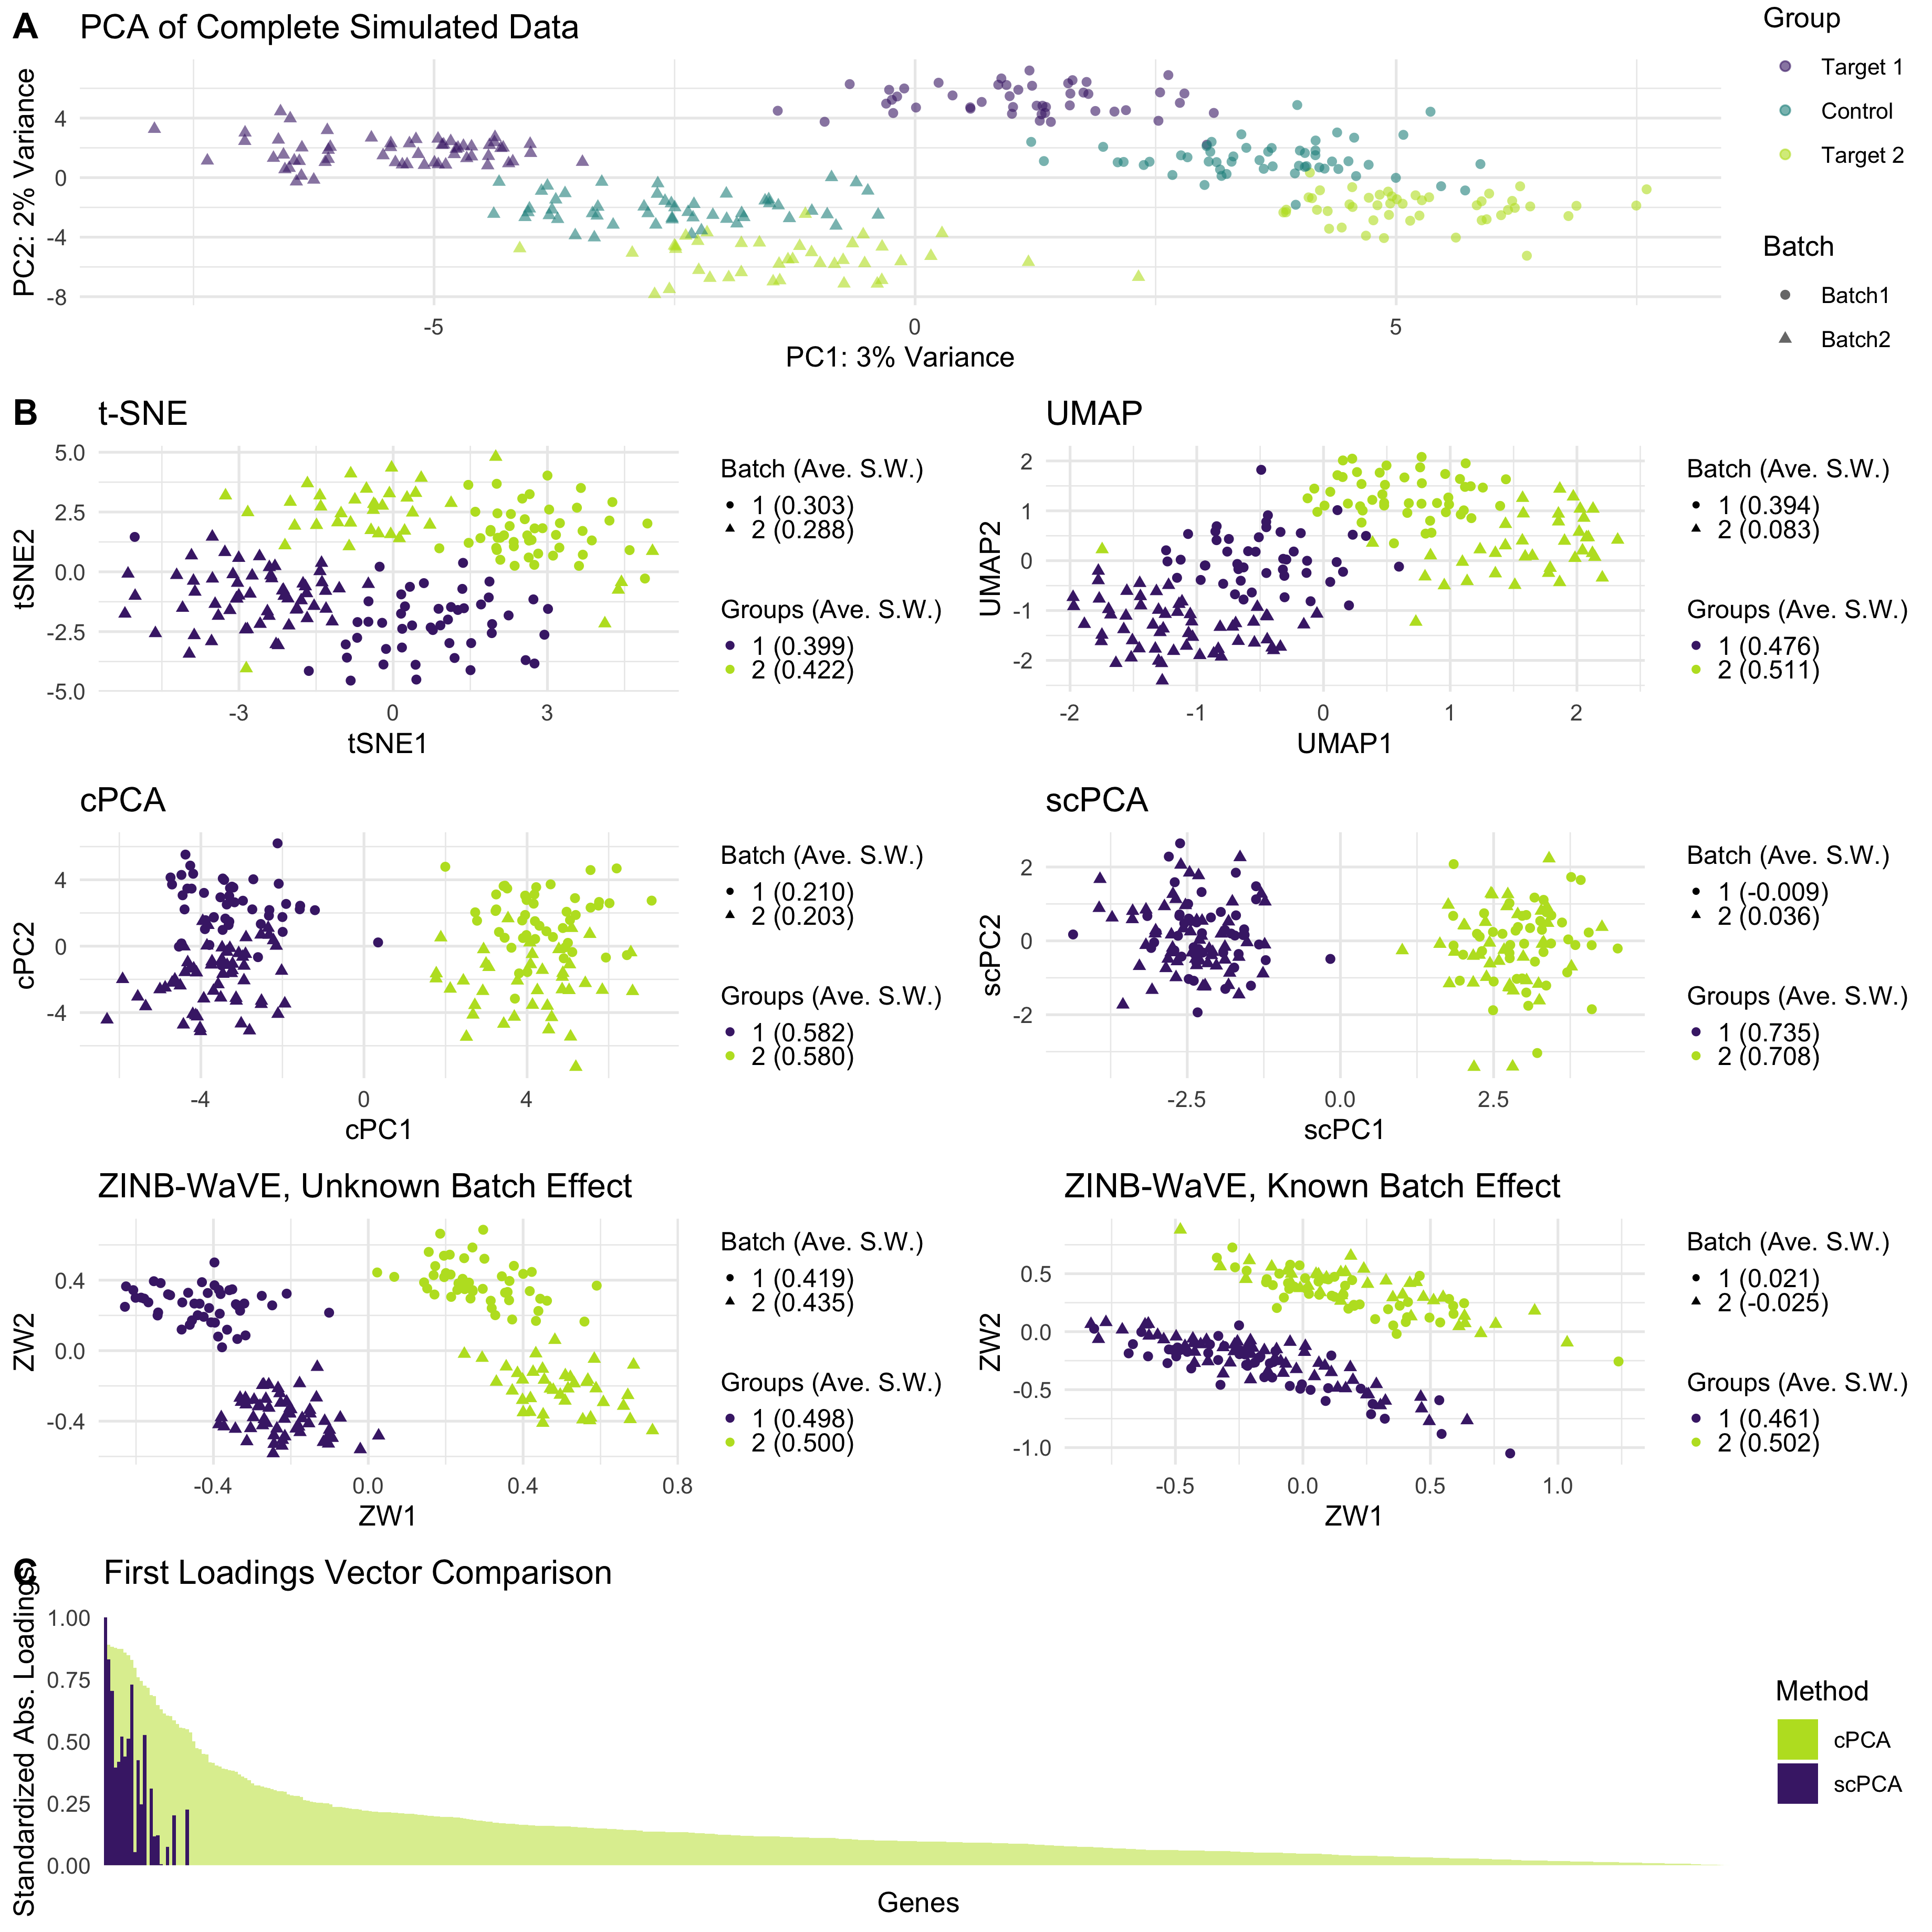 A
PCA of Complete Simulated Data
PC2: 2% Variance
4
0
-4
-8
-5
0
5
PC1: 3% Variance
Group
Target 1
Control
Target 2
Batch
Batch1
Batch2
B
t-SNE
tSNE2
5.0
2.5
0.0
-2.5
-5.0
-3
0
3
tSNE1
Batch (Ave. S.W.)
1 (0.303)
2 (0.288)
Groups (Ave. S.W.)
1 (0.399)
2 (0.422)
UMAP
UMAP2
2
1
0
-1
-2
-2
-1
0
1
2
UMAP1
Batch (Ave. S.W.)
1 (0.394)
2 (0.083)
Groups (Ave. S.W.)
1 (0.476)
2 (0.511)
cPCA
cPC2
4
0
-4
-4
0
4
cPC1
Batch (Ave. S.W.)
1 (0.210)
2 (0.203)
Groups (Ave. S.W.)
1 (0.582)
2 (0.580)
scPCA
scPC2
2
0
-2
-2.5
0.0
2.5
scPC1
Batch (Ave. S.W.)
1 (-0.009)
2 (0.036)
Groups (Ave. S.W.)
1 (0.735)
2 (0.708)
ZINB-WaVE, Unknown Batch Effect
ZW2
0.4
0.0
-0.4
-0.4
0.0
0.4
0.8
ZW1
Batch (Ave. S.W.)
1 (0.419)
2 (0.435)
Groups (Ave. S.W.)
1 (0.498)
2 (0.500)
ZINB-WaVE, Known Batch Effect
ZW2
0.5
0.0
-0.5
-1.0
-0.5
0.0
0.5
1.0
ZW1
Batch (Ave. S.W.)
1 (0.021)
2 (-0.025)
Groups (Ave. S.W.)
1 (0.461)
2 (0.502)
C
First Loadings Vector Comparison
Standardized Abs. Loadings
1.00
0.75
0.50
0.25
0.00
Genes
Method
cPCA
scPCA